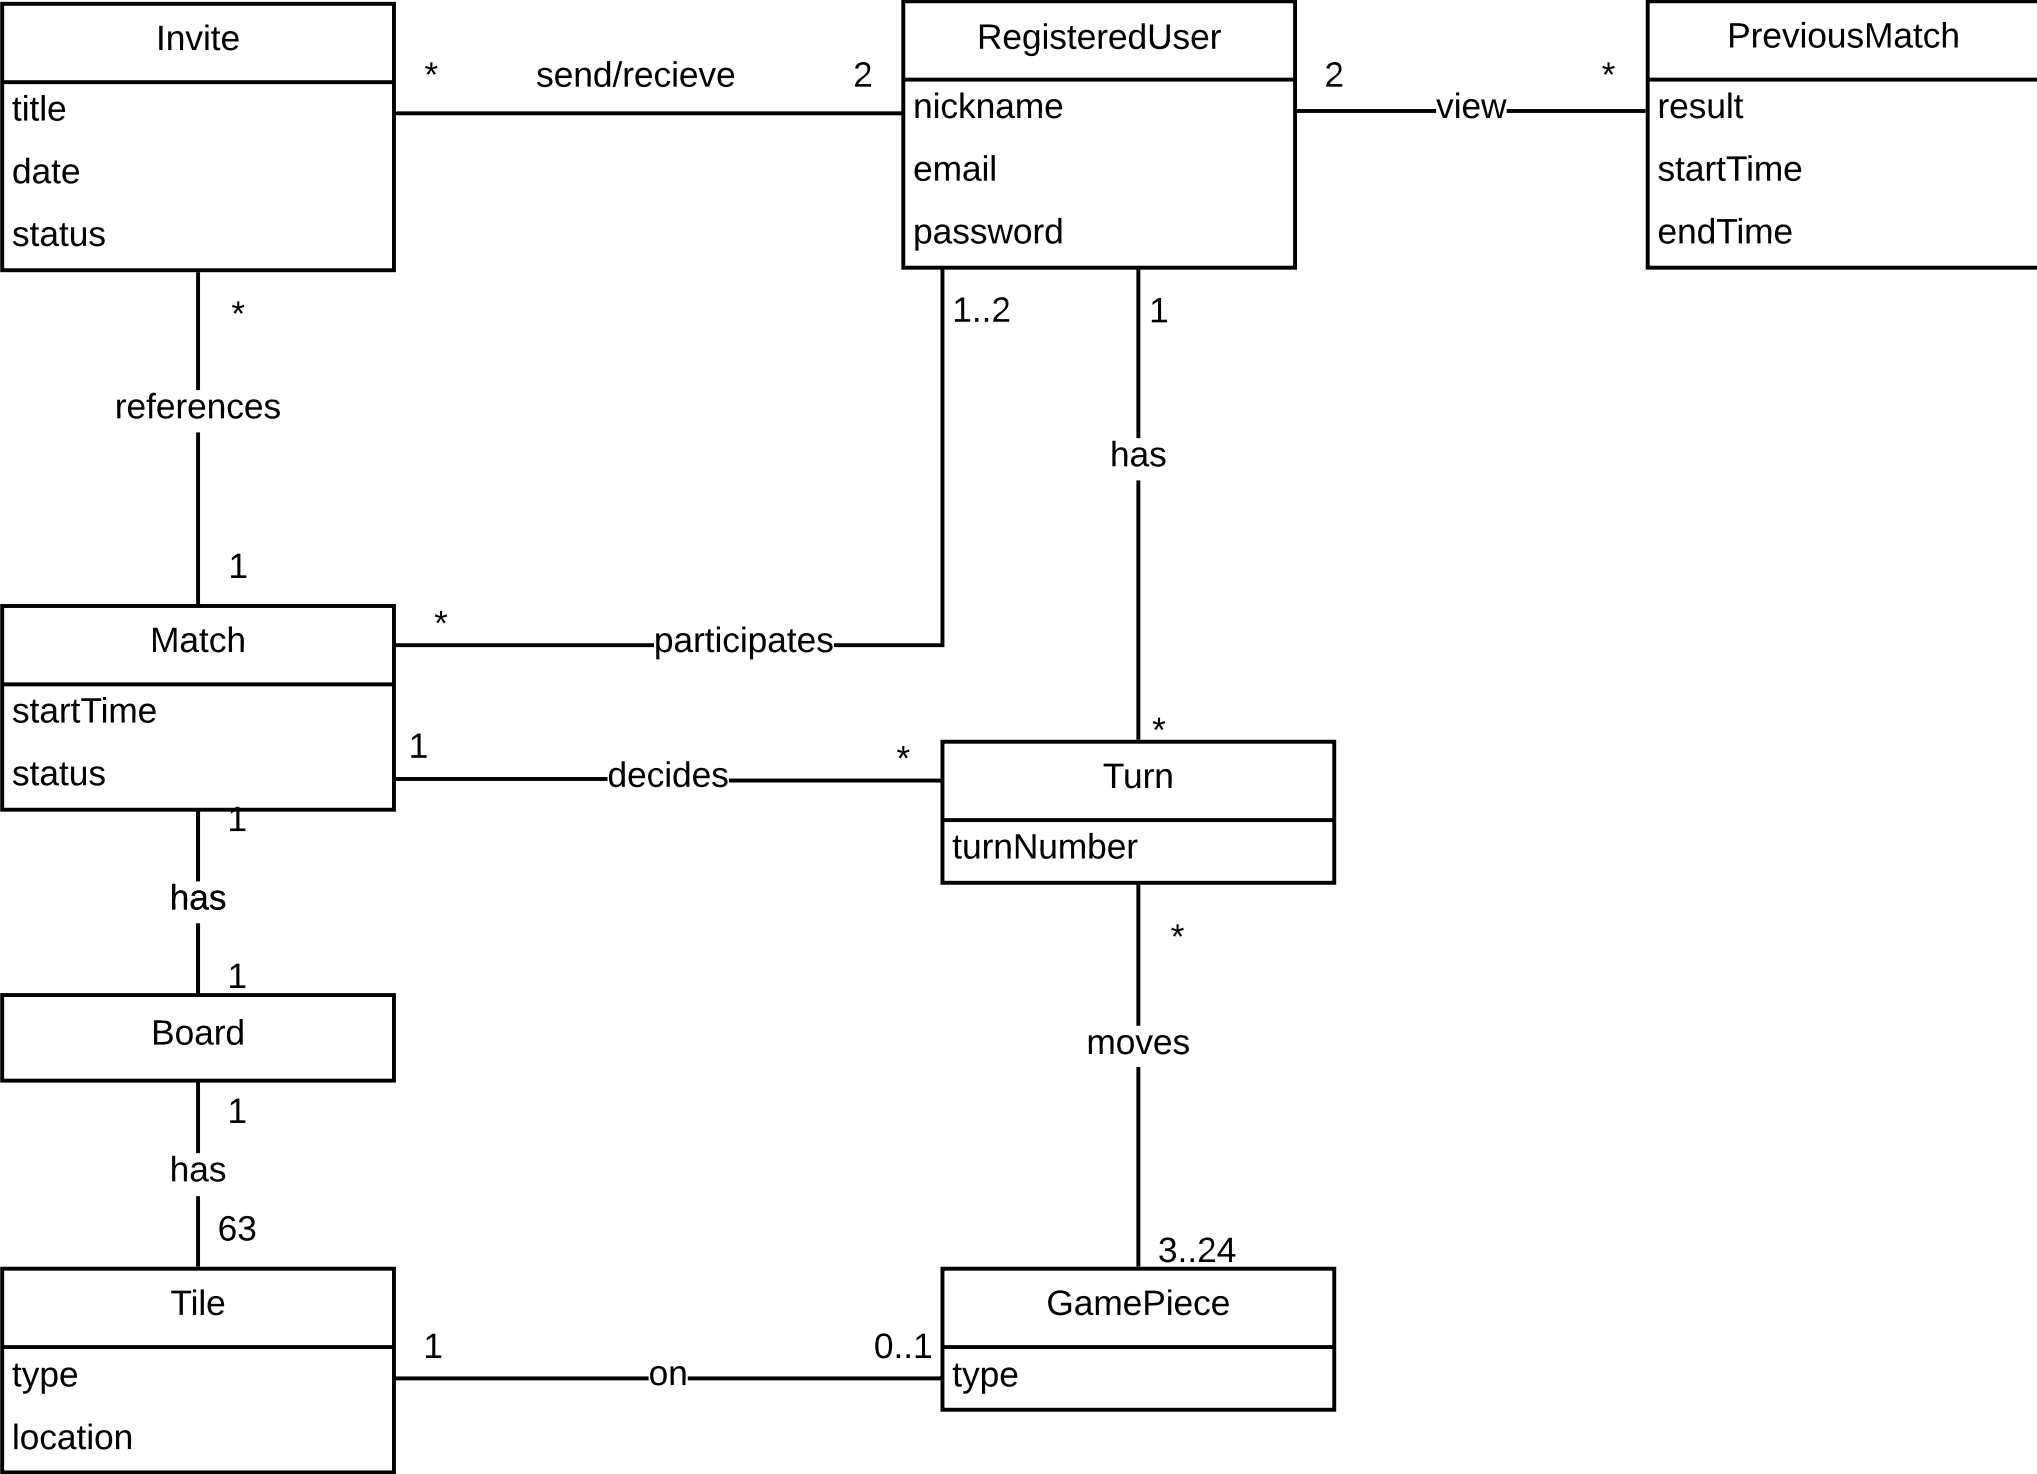 Invite
title
date
status
* send/recieve 2
RegisteredUser
nickname
email
password
2 view *
PreviousMatch
result
startTime
endTime
*
references
1
1..2
participates
*
1
has
*
Match
startTime
status
1 decides *
Turn
turnNumber
1
has
1
Board
1
has
63
*
moves
3..24
Tile
type
location
1 on 0..1
GamePiece
type